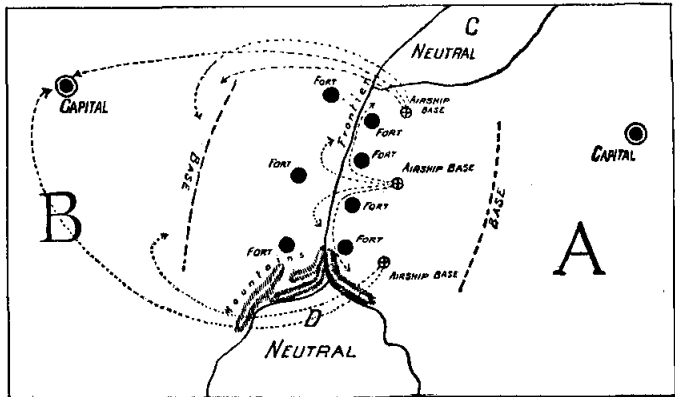 C
NEUTRAL
FORT
Frontier
AIRSHIP
BASE
CAPITAL
FORT
CAPITAL
BASE
FORT
FORT
AIRSHIP BASE
B
FORT
BASE
A
FORT
FORT
Mountains
AIRSHIP BASE
D
NEUTRAL